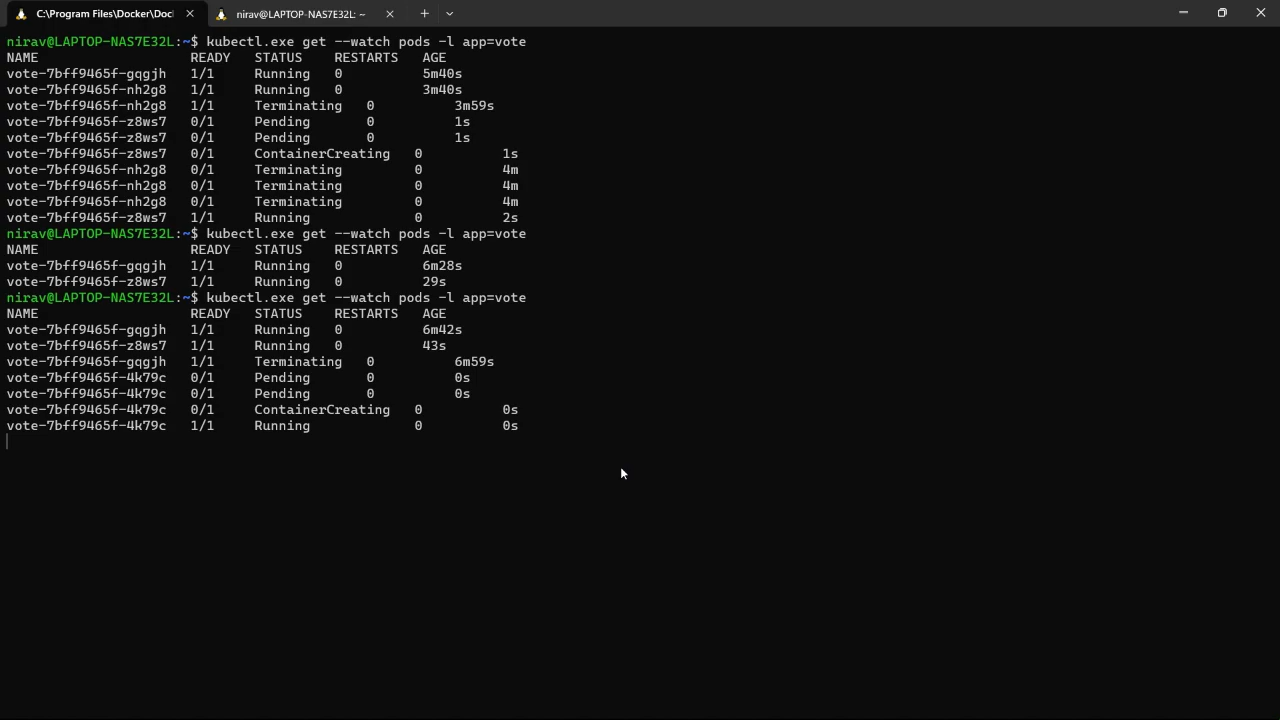 C:\Program Files\Docker\Docl
nirav@LAPTOP-NAS7E32L: ~
nirav@LAPTOP-NAS7E32L:~$ kubectl.exe get --watch pods -l app=vote
NAME                   READY   STATUS    RESTARTS   AGE
vote-7bff9465f-gqgjh   1/1     Running   0          5m40s
vote-7bff9465f-nh2g8   1/1     Running   0          3m40s
vote-7bff9465f-nh2g8   1/1     Terminating   0          3m59s
vote-7bff9465f-z8ws7   0/1     Pending       0          1s
vote-7bff9465f-z8ws7   0/1     Pending       0          1s
vote-7bff9465f-z8ws7   0/1     ContainerCreating   0          1s
vote-7bff9465f-nh2g8   0/1     Terminating         0          4m
vote-7bff9465f-nh2g8   0/1     Terminating         0          4m
vote-7bff9465f-nh2g8   0/1     Terminating         0          4m
vote-7bff9465f-z8ws7   1/1     Running             0          2s
nirav@LAPTOP-NAS7E32L:~$ kubectl.exe get --watch pods -l app=vote
NAME                   READY   STATUS    RESTARTS   AGE
vote-7bff9465f-gqgjh   1/1     Running   0          6m28s
vote-7bff9465f-z8ws7   1/1     Running   0          29s
nirav@LAPTOP-NAS7E32L:~$ kubectl.exe get --watch pods -l app=vote
NAME                   READY   STATUS    RESTARTS   AGE
vote-7bff9465f-gqgjh   1/1     Running   0          6m42s
vote-7bff9465f-z8ws7   1/1     Running   0          43s
vote-7bff9465f-gqgjh   1/1     Terminating   0          6m59s
vote-7bff9465f-4k79c   0/1     Pending       0          0s
vote-7bff9465f-4k79c   0/1     Pending       0          0s
vote-7bff9465f-4k79c   0/1     ContainerCreating   0          0s
vote-7bff9465f-4k79c   1/1     Running             0          0s